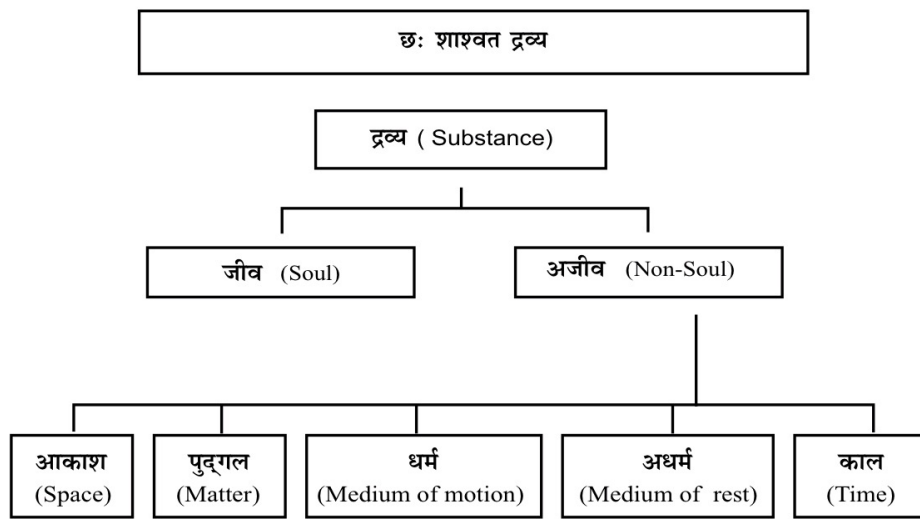 छः शाश्वत द्रव्य
द्रव्य ( Substance)
जीव (Soul)
अजीव (Non-Soul)
आकाश
(Space)
पुद्गल
(Matter)
धर्म
(Medium of motion)
अधर्म
(Medium of rest)
काल
(Time)